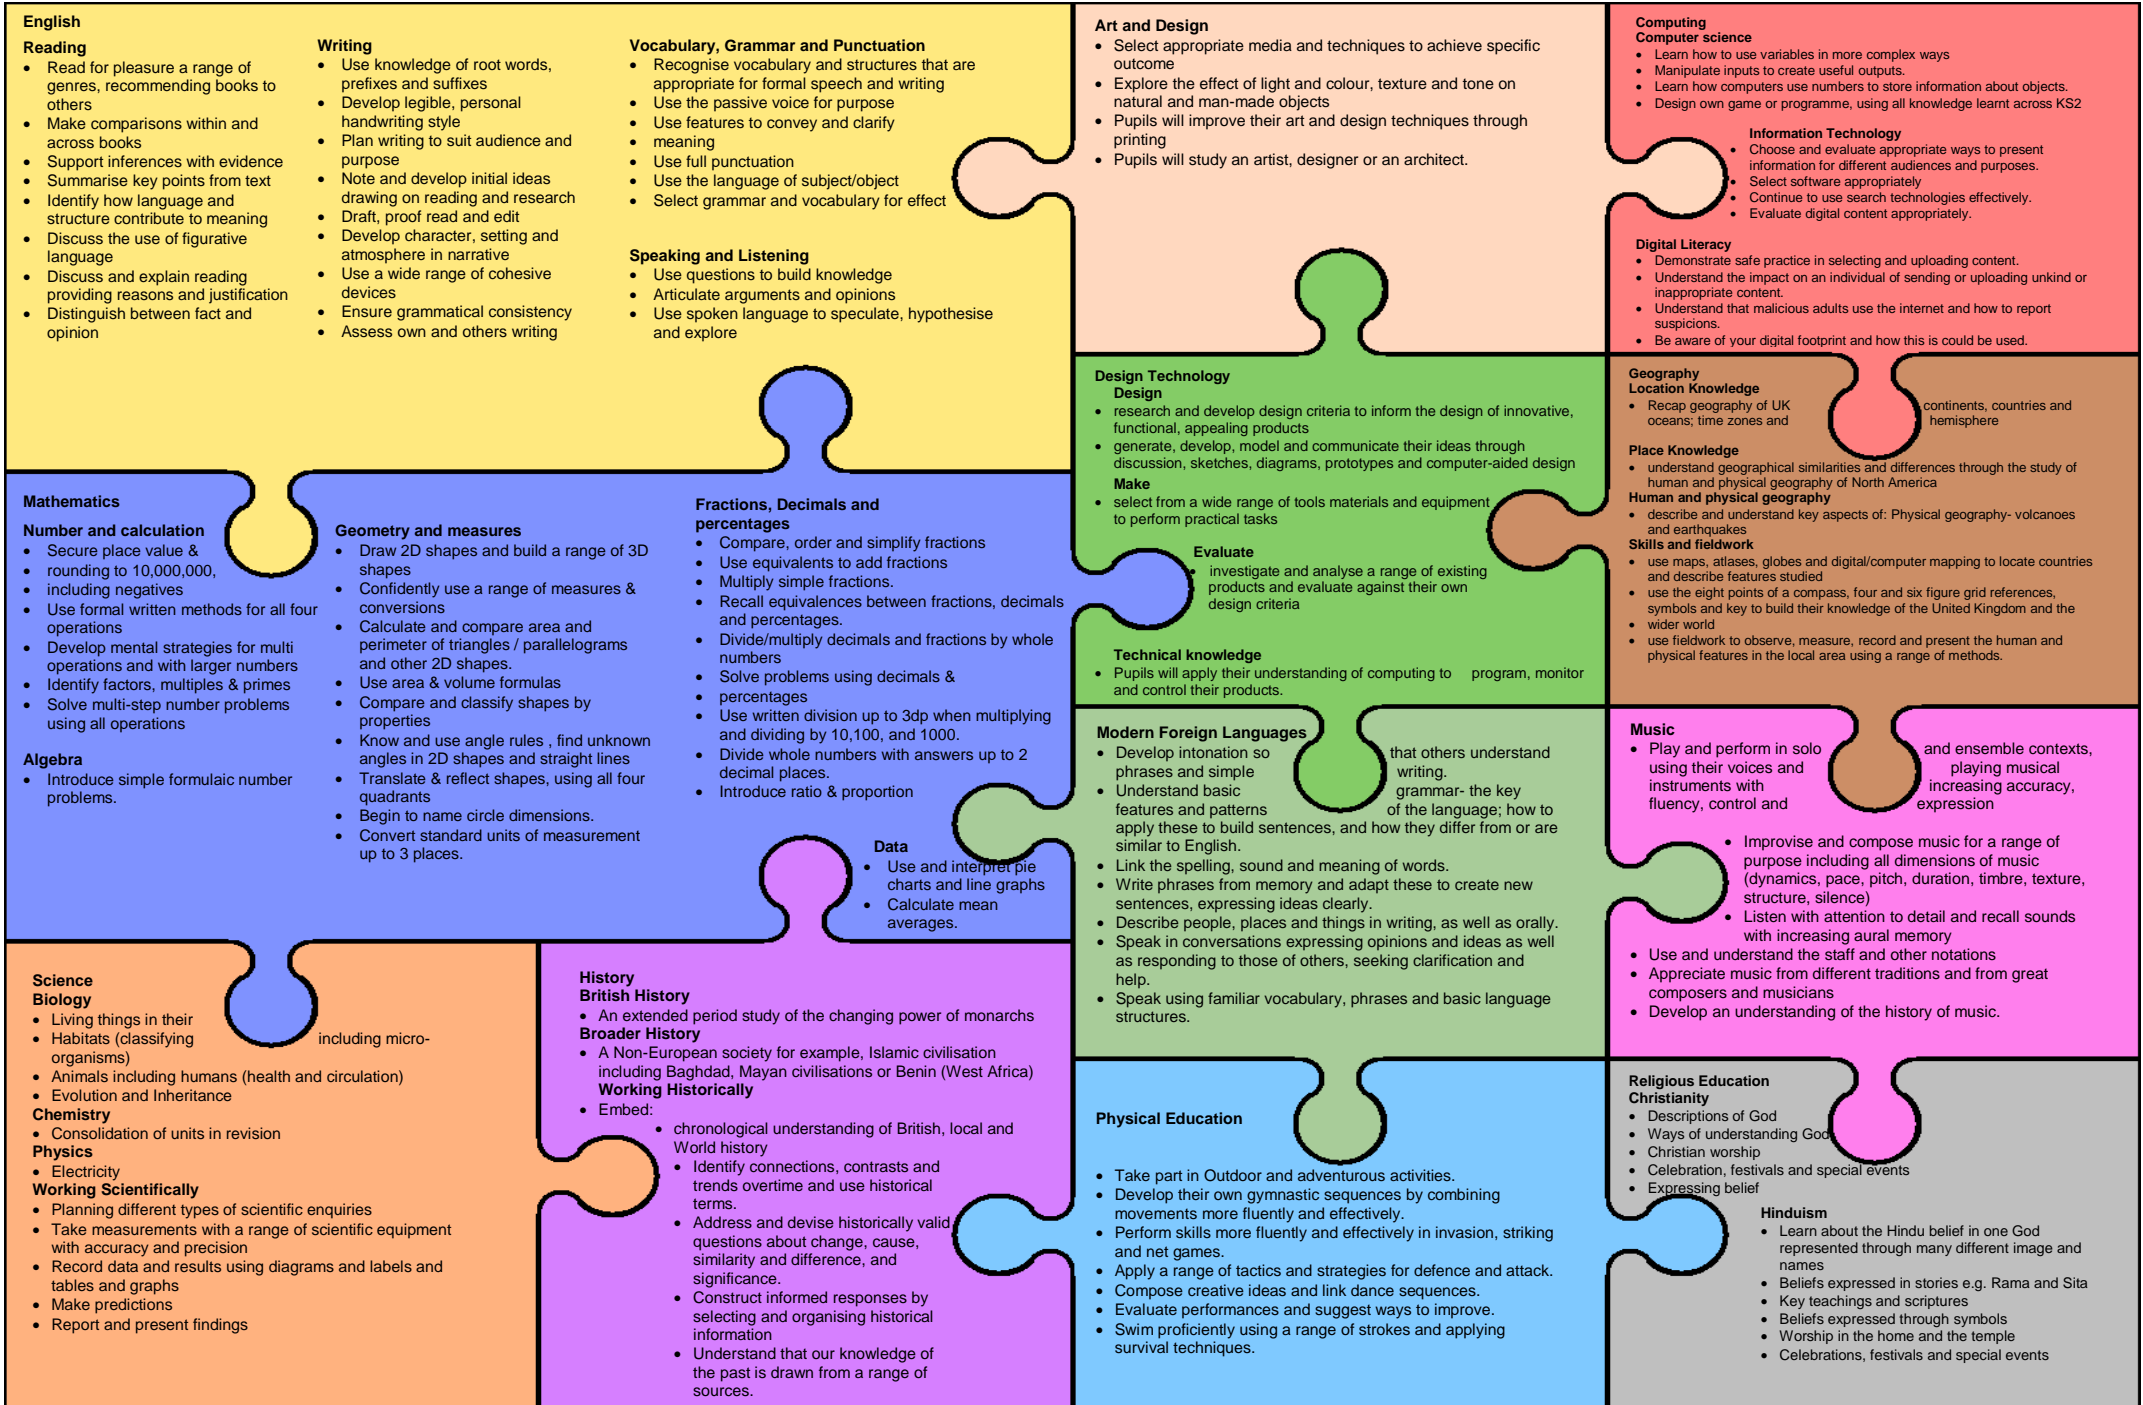 English
Reading
• Read for pleasure a range of
genres, recommending books to
others
• Make comparisons within and
across books
• Support inferences with evidence
• Summarise key points from text
• Identify how language and
structure contribute to meaning
• Discuss the use of figurative
language
• Discuss and explain reading
providing reasons and justification
• Distinguish between fact and
opinion
Writing
• Use knowledge of root words,
prefixes and suffixes
• Develop legible, personal
handwriting style
• Plan writing to suit audience and
purpose
• Note and develop initial ideas
drawing on reading and research
• Draft, proof read and edit
• Develop character, setting and
atmosphere in narrative
• Use a wide range of cohesive
devices
• Ensure grammatical consistency
• Assess own and others writing
Vocabulary, Grammar and Punctuation
• Recognise vocabulary and structures that are
appropriate for formal speech and writing
• Use the passive voice for purpose
• Use features to convey and clarify
• meaning
• Use full punctuation
• Use the language of subject/object
• Select grammar and vocabulary for effect
Speaking and Listening
• Use questions to build knowledge
• Articulate arguments and opinions
• Use spoken language to speculate, hypothesise
and explore
Art and Design
• Select appropriate media and techniques to achieve specific
outcome
• Explore the effect of light and colour, texture and tone on
natural and man-made objects
• Pupils will improve their art and design techniques through
printing
• Pupils will study an artist, designer or an architect.
Computing
Computer science
• Learn how to use variables in more complex ways
• Manipulate inputs to create useful outputs.
• Learn how computers use numbers to store information about objects.
• Design own game or programme, using all knowledge learnt across KS2
Information Technology
• Choose and evaluate appropriate ways to present
information for different audiences and purposes.
• Select software appropriately
• Continue to use search technologies effectively.
• Evaluate digital content appropriately.
Digital Literacy
• Demonstrate safe practice in selecting and uploading content.
• Understand the impact on an individual of sending or uploading unkind or
inappropriate content.
• Understand that malicious adults use the internet and how to report
suspicions.
• Be aware of your digital footprint and how this is could be used.
Mathematics
Number and calculation
• Secure place value &
• rounding to 10,000,000,
• including negatives
• Use formal written methods for all four
operations
• Develop mental strategies for multi
operations and with larger numbers
• Identify factors, multiples & primes
• Solve multi-step number problems
using all operations
Algebra
• Introduce simple formulaic number
problems.
Geometry and measures
• Draw 2D shapes and build a range of 3D
shapes
• Confidently use a range of measures &
conversions
• Calculate and compare area and
perimeter of triangles / parallelograms
and other 2D shapes.
• Use area & volume formulas
• Compare and classify shapes by
properties
• Know and use angle rules , find unknown
angles in 2D shapes and straight lines
• Translate & reflect shapes, using all four
quadrants
• Begin to name circle dimensions.
• Convert standard units of measurement
up to 3 places.
Fractions, Decimals and
percentages
• Compare, order and simplify fractions
• Use equivalents to add fractions
• Multiply simple fractions.
• Recall equivalences between fractions, decimals
and percentages.
• Divide/multiply decimals and fractions by whole
numbers
• Solve problems using decimals &
• percentages
• Use written division up to 3dp when multiplying
and dividing by 10,100, and 1000.
• Divide whole numbers with answers up to 2
decimal places.
• Introduce ratio & proportion
Data
• Use and interpret pie
charts and line graphs
• Calculate mean
averages.
Design Technology
Design
• research and develop design criteria to inform the design of innovative,
functional, appealing products
• generate, develop, model and communicate their ideas through
discussion, sketches, diagrams, prototypes and computer-aided design
Make
• select from a wide range of tools materials and equipment
to perform practical tasks
Evaluate
• investigate and analyse a range of existing
products and evaluate against their own
design criteria
Technical knowledge
• Pupils will apply their understanding of computing to program, monitor
and control their products.
Geography
Location Knowledge
• Recap geography of UK continents, countries and
oceans; time zones and hemisphere
Place Knowledge
• understand geographical similarities and differences through the study of
human and physical geography of North America
Human and physical geography
• describe and understand key aspects of: Physical geography- volcanoes
and earthquakes
Skills and fieldwork
• use maps, atlases, globes and digital/computer mapping to locate countries
and describe features studied
• use the eight points of a compass, four and six figure grid references,
symbols and key to build their knowledge of the United Kingdom and the
• wider world
• use fieldwork to observe, measure, record and present the human and
physical features in the local area using a range of methods.
Modern Foreign Languages
• Develop intonation so that others understand
phrases and simple writing.
• Understand basic grammar- the key
features and patterns of the language; how to
apply these to build sentences, and how they differ from or are
similar to English.
• Link the spelling, sound and meaning of words.
• Write phrases from memory and adapt these to create new
sentences, expressing ideas clearly.
• Describe people, places and things in writing, as well as orally.
• Speak in conversations expressing opinions and ideas as well
as responding to those of others, seeking clarification and
help.
• Speak using familiar vocabulary, phrases and basic language
structures.
Music
• Play and perform in solo and ensemble contexts,
using their voices and playing musical
instruments with increasing accuracy,
fluency, control and expression
• Improvise and compose music for a range of
purpose including all dimensions of music
(dynamics, pace, pitch, duration, timbre, texture,
structure, silence)
• Listen with attention to detail and recall sounds
with increasing aural memory
• Use and understand the staff and other notations
• Appreciate music from different traditions and from great
composers and musicians
• Develop an understanding of the history of music.
Science
Biology
• Living things in their
• Habitats (classifying including micro-
organisms)
• Animals including humans (health and circulation)
• Evolution and Inheritance
Chemistry
• Consolidation of units in revision
Physics
• Electricity
Working Scientifically
• Planning different types of scientific enquiries
• Take measurements with a range of scientific equipment
with accuracy and precision
• Record data and results using diagrams and labels and
tables and graphs
• Make predictions
• Report and present findings
History
British History
• An extended period study of the changing power of monarchs
Broader History
• A Non-European society for example, Islamic civilisation
including Baghdad, Mayan civilisations or Benin (West Africa)
Working Historically
• Embed:
• chronological understanding of British, local and
World history
• Identify connections, contrasts and
trends overtime and use historical
terms.
• Address and devise historically valid
questions about change, cause,
similarity and difference, and
significance.
• Construct informed responses by
selecting and organising historical
information
• Understand that our knowledge of
the past is drawn from a range of
sources.
Physical Education
• Take part in Outdoor and adventurous activities.
• Develop their own gymnastic sequences by combining
movements more fluently and effectively.
• Perform skills more fluently and effectively in invasion, striking
and net games.
• Apply a range of tactics and strategies for defence and attack.
• Compose creative ideas and link dance sequences.
• Evaluate performances and suggest ways to improve.
• Swim proficiently using a range of strokes and applying
survival techniques.
Religious Education
Christianity
• Descriptions of God
• Ways of understanding God
• Christian worship
• Celebration, festivals and special events
• Expressing belief
Hinduism
• Learn about the Hindu belief in one God
represented through many different image and
names
• Beliefs expressed in stories e.g. Rama and Sita
• Key teachings and scriptures
• Beliefs expressed through symbols
• Worship in the home and the temple
• Celebrations, festivals and special events